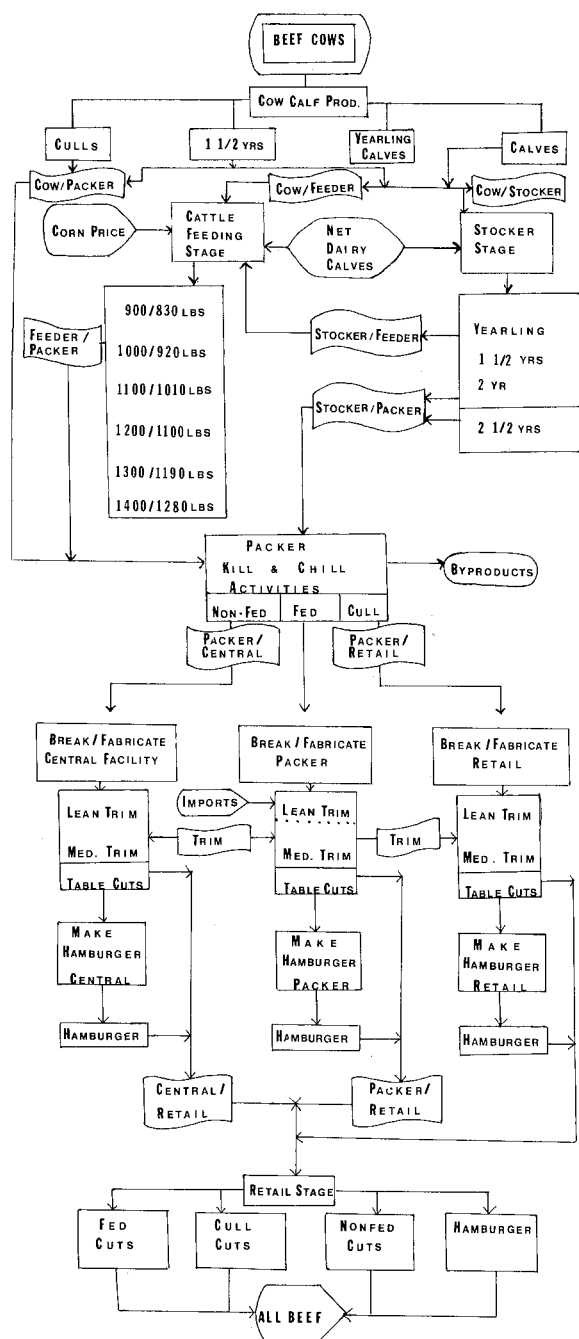 BEEF COWS
COW CALF PROD.
CULLS
1 1/2 YRS
YEARLING
CALVES
CALVES
COW/PACKER
COW/FEEDER
COW/STOCKER
CORN PRICE
CATTLE
FEEDING
STAGE
NET
DAIRY
CALVES
STOCKER
STAGE
FEEDER/
PACKER
900/830 LBS
1000/920 LBS
1100/1010 LBS
1200/1100 LBS
1300/1190 LBS
1400/1280 LBS
STOCKER/FEEDER
STOCKER/PACKER
YEARLING
1 1/2 YRS
2 YR
2 1/2 YRS
PACKER
KILL & CHILL
ACTIVITIES
NON-FED
FED
CULL
BYPRODUCTS
PACKER/
CENTRAL
PACKER/
RETAIL
BREAK/FABRICATE
CENTRAL FACILITY
BREAK/FABRICATE
PACKER
BREAK/FABRICATE
RETAIL
LEAN TRIM
MED. TRIM
TABLE CUTS
TRIM
IMPORTS
LEAN TRIM
MED. TRIM
TABLE CUTS
TRIM
LEAN TRIM
MED. TRIM
TABLE CUTS
MAKE
HAMBURGER
CENTRAL
MAKE
HAMBURGER
PACKER
MAKE
HAMBURGER
RETAIL
HAMBURGER
HAMBURGER
HAMBURGER
CENTRAL/
RETAIL
PACKER/
RETAIL
RETAIL STAGE
FED
CUTS
CULL
CUTS
NONFED
CUTS
HAMBURGER
ALL BEEF